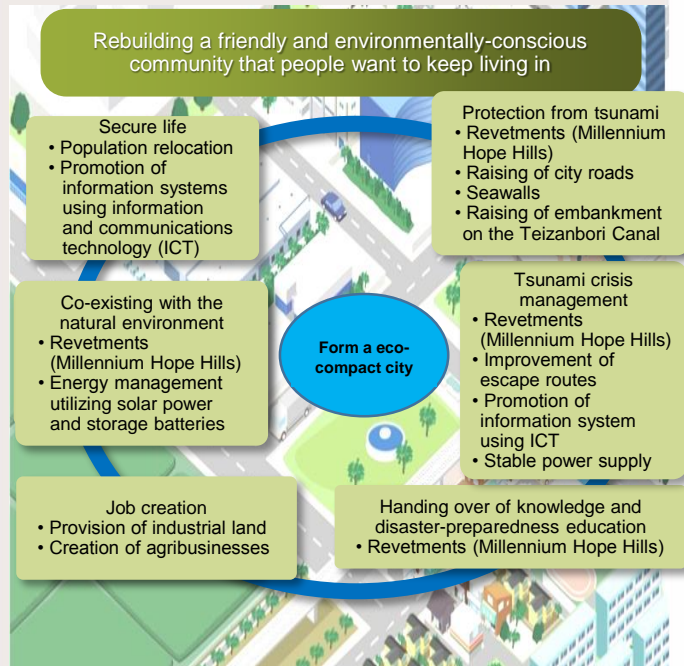 Rebuilding a friendly and environmentally-conscious
community that people want to keep living in
Secure life
• Population relocation
• Promotion of
information systems
using information
and communications
technology (ICT)
Protection from tsunami
• Revetments (Millennium
Hope Hills)
• Raising of city roads
• Seawalls
• Raising of embankment
on the Teizanbori Canal
Co-existing with the
natural environment
• Revetments
(Millennium Hope Hills)
• Energy management
utilizing solar power
and storage batteries
Form a eco-
compact city
Tsunami crisis
management
• Revetments
(Millennium Hope Hills)
• Improvement of
escape routes
• Promotion of
information system
using ICT
• Stable power supply
Job creation
• Provision of industrial land
• Creation of agribusinesses
Handing over of knowledge and
disaster-preparedness education
• Revetments (Millennium Hope Hills)